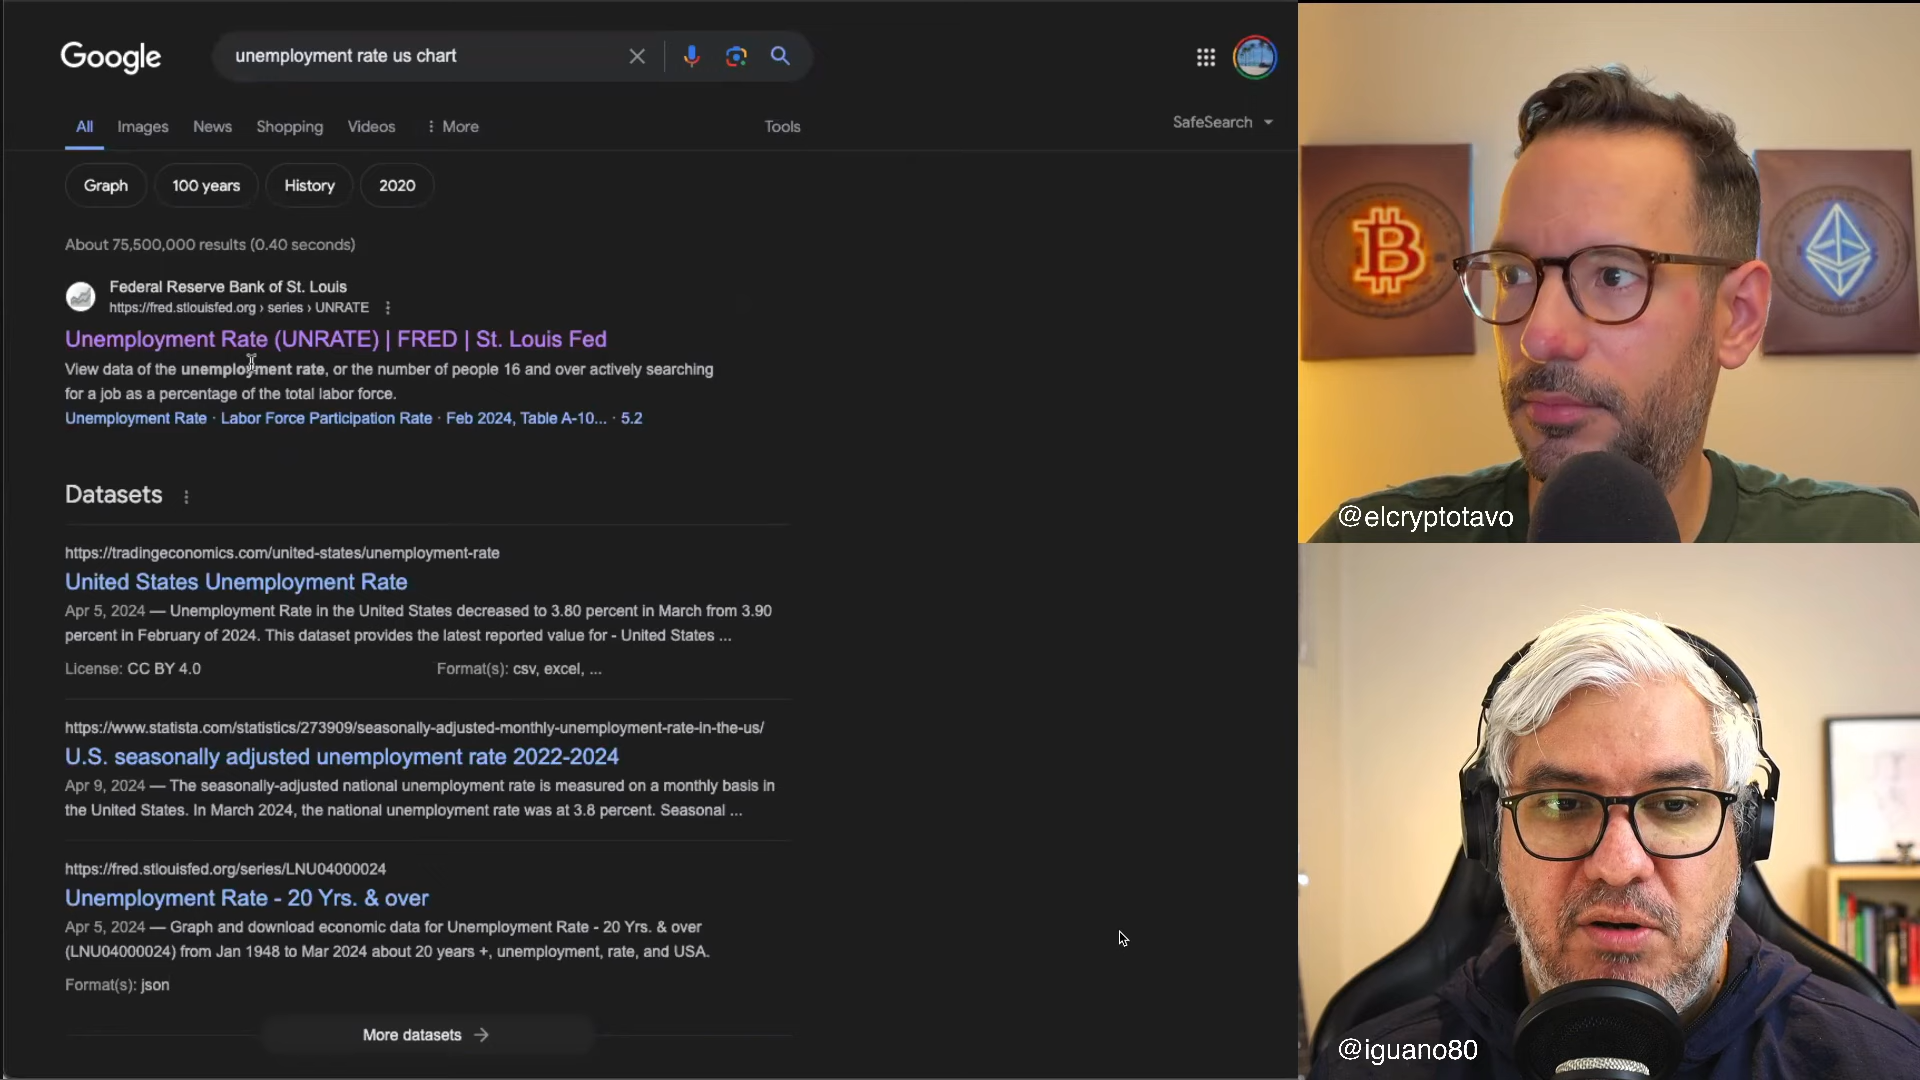 Google
unemployment rate us chart
All
Images
News
Shopping
Videos
More
Tools
SafeSearch
Graph
100 years
History
2020
About 75,500,000 results (0.40 seconds)
Federal Reserve Bank of St. Louis
https://fred.stlouisfed.org › series › UNRATE
Unemployment Rate (UNRATE) | FRED | St. Louis Fed
View data of the unemployment rate, or the number of people 16 and over actively searching
for a job as a percentage of the total labor force.
Unemployment Rate · Labor Force Participation Rate · Feb 2024, Table A-10... · 5.2
Datasets
https://tradingeconomics.com/united-states/unemployment-rate
United States Unemployment Rate
Apr 5, 2024 — Unemployment Rate in the United States decreased to 3.80 percent in March from 3.90
percent in February of 2024. This dataset provides the latest reported value for - United States ...
License: CC BY 4.0
Format(s): csv, excel, ...
https://www.statista.com/statistics/273909/seasonally-adjusted-monthly-unemployment-rate-in-the-us/
U.S. seasonally adjusted unemployment rate 2022-2024
Apr 9, 2024 — The seasonally-adjusted national unemployment rate is measured on a monthly basis in
the United States. In March 2024, the national unemployment rate was at 3.8 percent. Seasonal ...
https://fred.stlouisfed.org/series/LNU04000024
Unemployment Rate - 20 Yrs. & over
Apr 5, 2024 — Graph and download economic data for Unemployment Rate - 20 Yrs. & over
(LNU04000024) from Jan 1948 to Mar 2024 about 20 years +, unemployment, rate, and USA.
Format(s): json
More datasets
@elcryptotavo
@iguano80